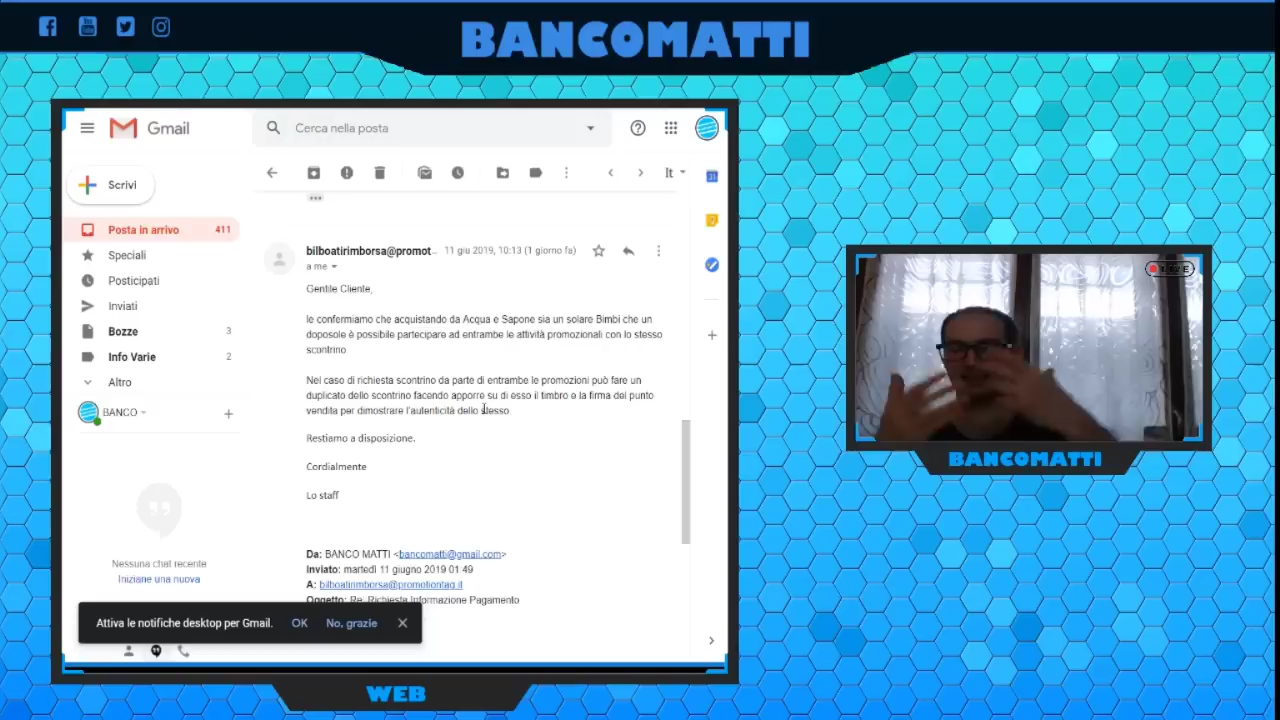 BANCOMATTI
Gmail
Cerca nella posta
Scrivi
It
Posta in arrivo 411
Speciali
Posticipati
Inviati
Bozze 3
Info Varie 2
Altro
BANCO
Nessuna chat recente
Iniziane una nuova
bilboatirimborsa@promot... 11 giu 2019, 10:13 (1 giorno fa)
a me
Gentile Cliente,
le confermiamo che acquistando da Acqua e Sapone sia un solare Bimbi che un
doposole è possibile partecipare ad entrambe le attività promozionali con lo stesso
scontrino
Nel caso di richiesta scontrino da parte di entrambe le promozioni può fare un
duplicato dello scontrino facendo apporre su di esso il timbro e la firma del punto
vendita per dimostrare l'autenticità dello stesso.
Restiamo a disposizione.
Cordialmente
Lo staff
Da: BANCO MATTI <bancomatti@gmail.com>
Inviato: martedì 11 giugno 2019 01:49
A: bilboatirimborsa@promotiontag.it
Oggetto: Re: Richiesta Informazione Pagamento
Attiva le notifiche desktop per Gmail. OK No, grazie
WEB
LIVE
BANCOMATTI